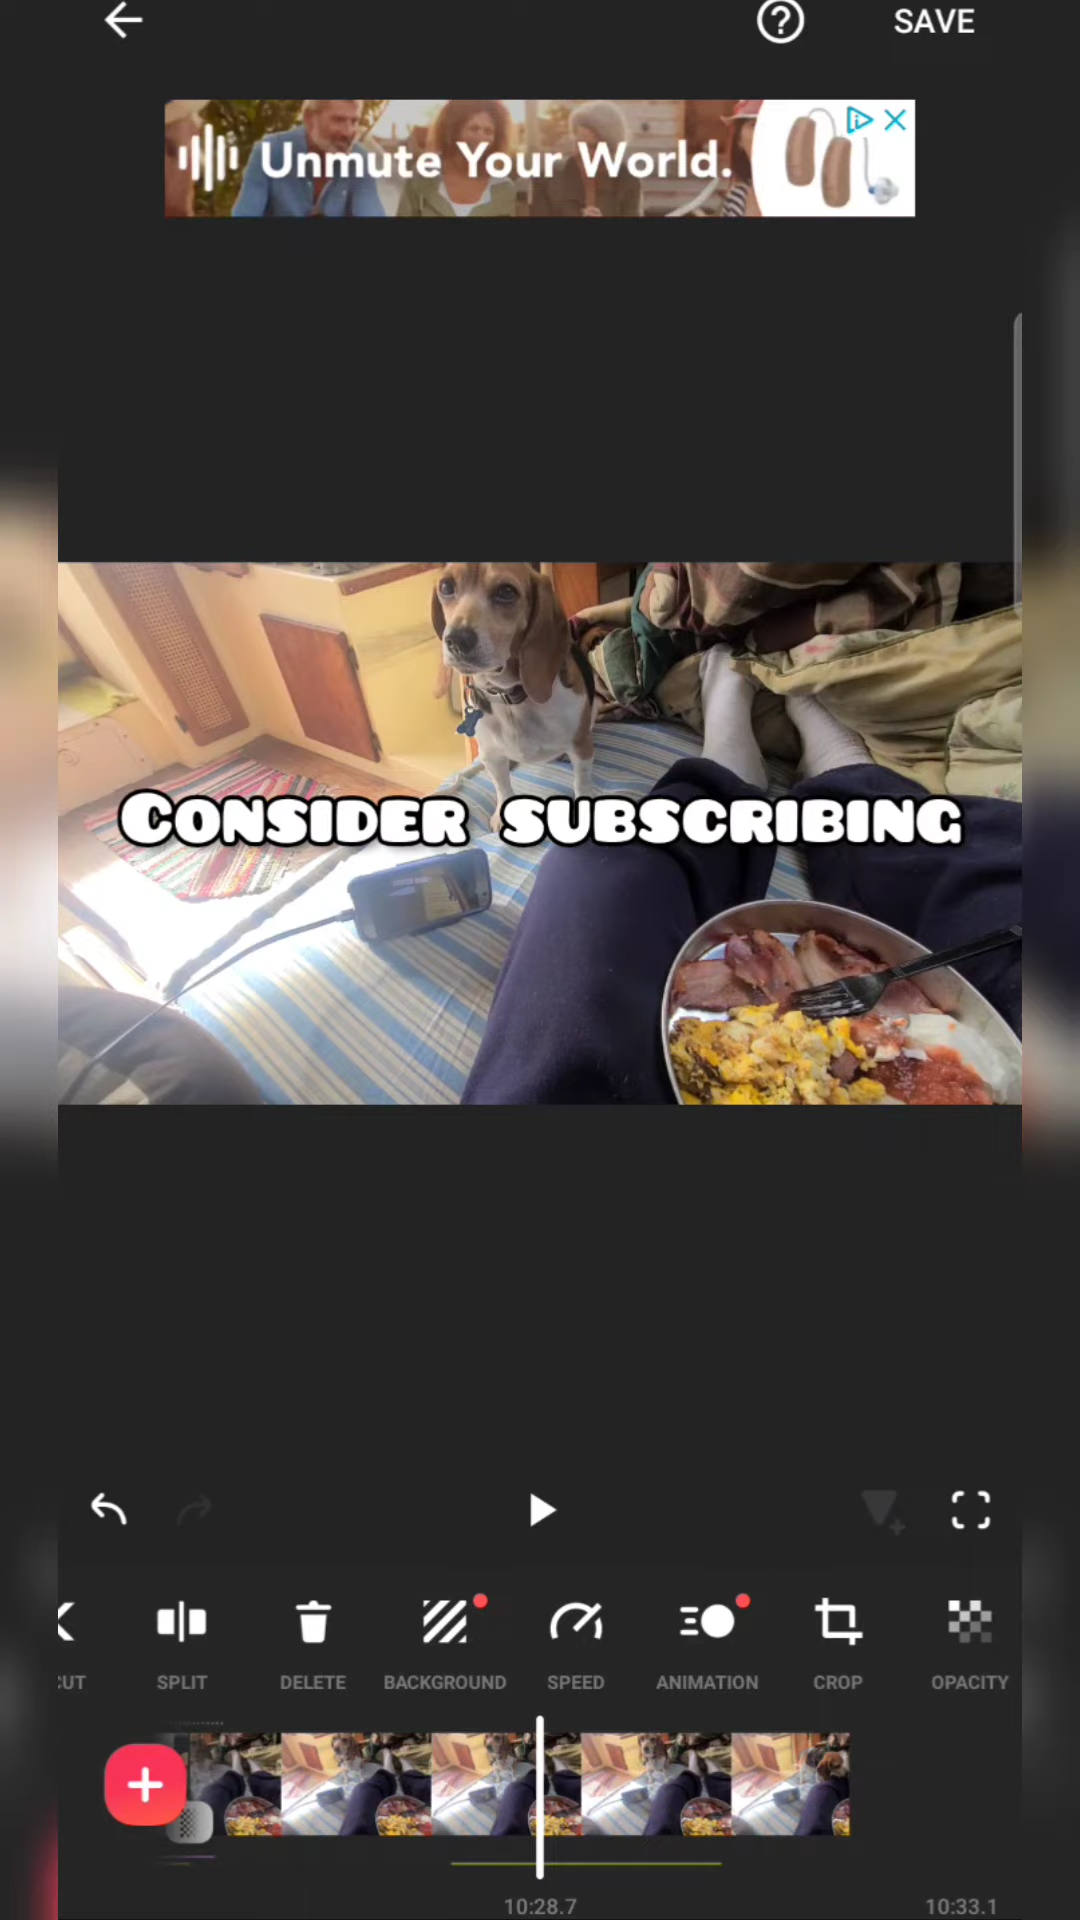 SAVE
Unmute Your World.
CONSIDER SUBSCRIBING
CUT
SPLIT
DELETE
BACKGROUND
SPEED
ANIMATION
CROP
OPACITY
10:28.7
10:33.1